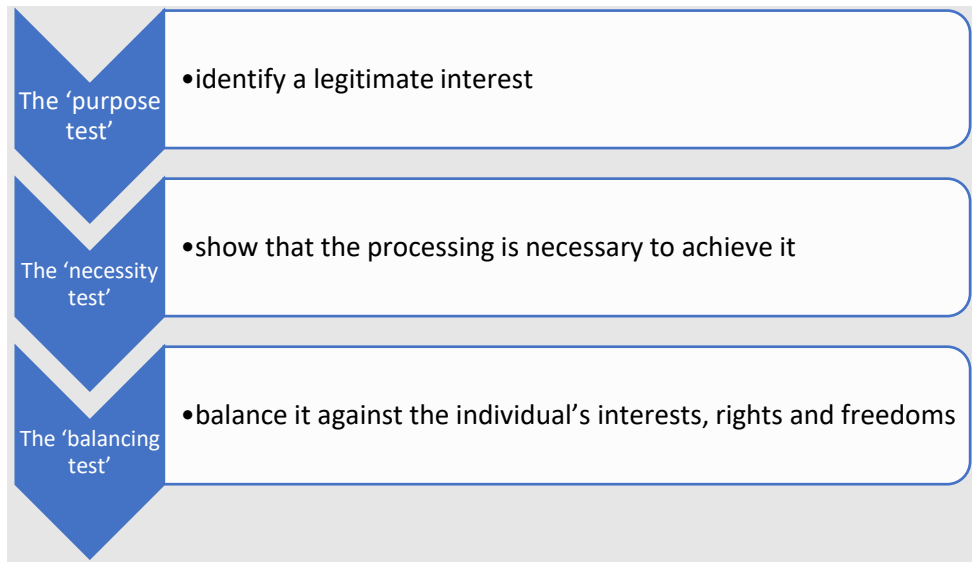 The ‘purpose
test’
•identify a legitimate interest
The ‘necessity
test’
•show that the processing is necessary to achieve it
The ‘balancing
test’
•balance it against the individual’s interests, rights and freedoms